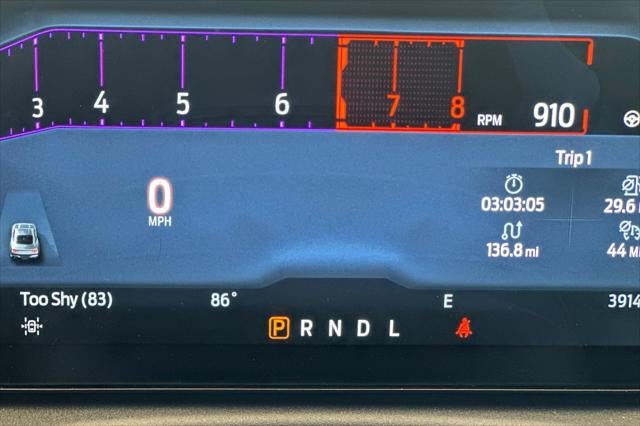 3 4 5 6 7 8 RPM 910
Trip 1
0
MPH
03:03:05 29.6
136.8 mi 44
Too Shy (83) 86° E 3914
P R N D L